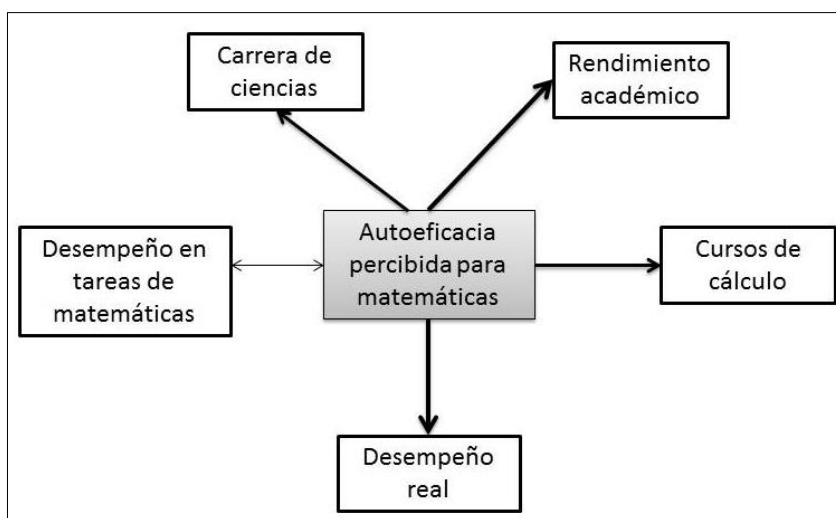 Carrera de
ciencias
Rendimiento
académico
Desempeño en
tareas de
matemáticas
Autoeficacia
percibida para
matemáticas
Cursos de
cálculo
Desempeño
real